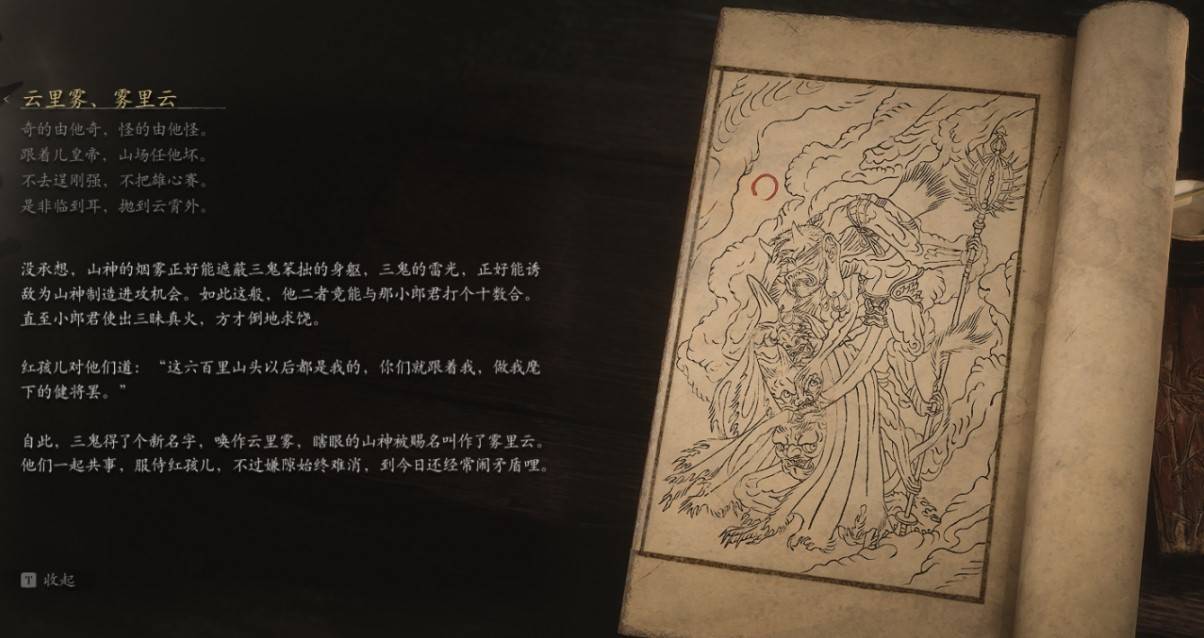 云里雾、雾里云
奇的由他奇，怪的由他怪。
跟着儿皇帝，山场任他坏。
不去逞刚强，不把雄心赛。
是非临到耳，抛到云霄外。
没承想，山神的烟雾正好能遮蔽三鬼笨拙的身躯，三鬼的雷光，正好能诱
敌为山神制造进攻机会。如此这般，他二者竟能与那小郎君打个十数合。
直至小郎君使出三昧真火，方才倒地求饶。
红孩儿对他们道：“这六百里山头以后都是我的，你们就跟着我，做我麾
下的健将罢。”
自此，三鬼得了个新名字，唤作云里雾，瞎眼的山神被赐名叫作了雾里云。
他们一起共事，服侍红孩儿，不过嫌隙始终难消，到今日还经常闹矛盾哩。
T 收起